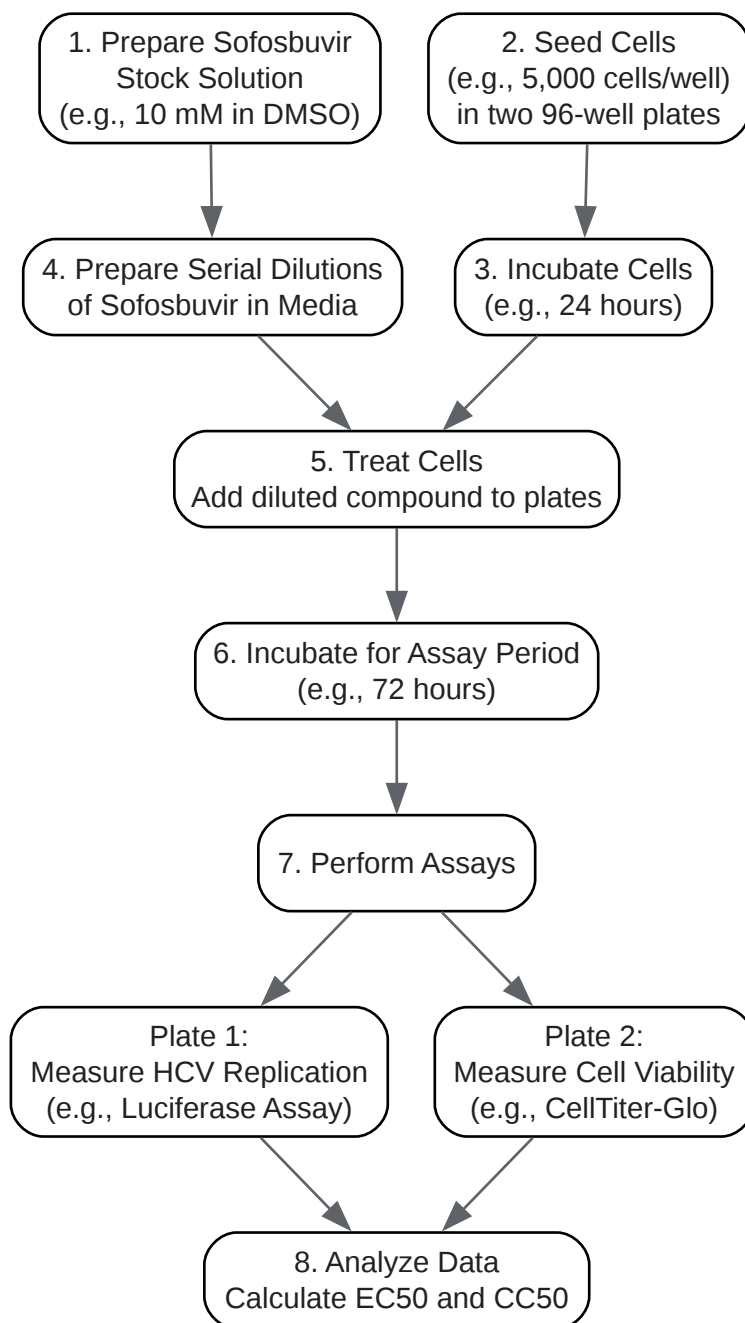 1. Prepare Sofosbuvir
Stock Solution
(e.g., 10 mM in DMSO)
2. Seed Cells
(e.g., 5,000 cells/well)
in two 96-well plates
4. Prepare Serial Dilutions
of Sofosbuvir in Media
3. Incubate Cells
(e.g., 24 hours)
5. Treat Cells
Add diluted compound to plates
6. Incubate for Assay Period
(e.g., 72 hours)
7. Perform Assays
Plate 1:
Measure HCV Replication
(e.g., Luciferase Assay)
Plate 2:
Measure Cell Viability
(e.g., CellTiter-Glo)
8. Analyze Data
Calculate EC50 and CC50